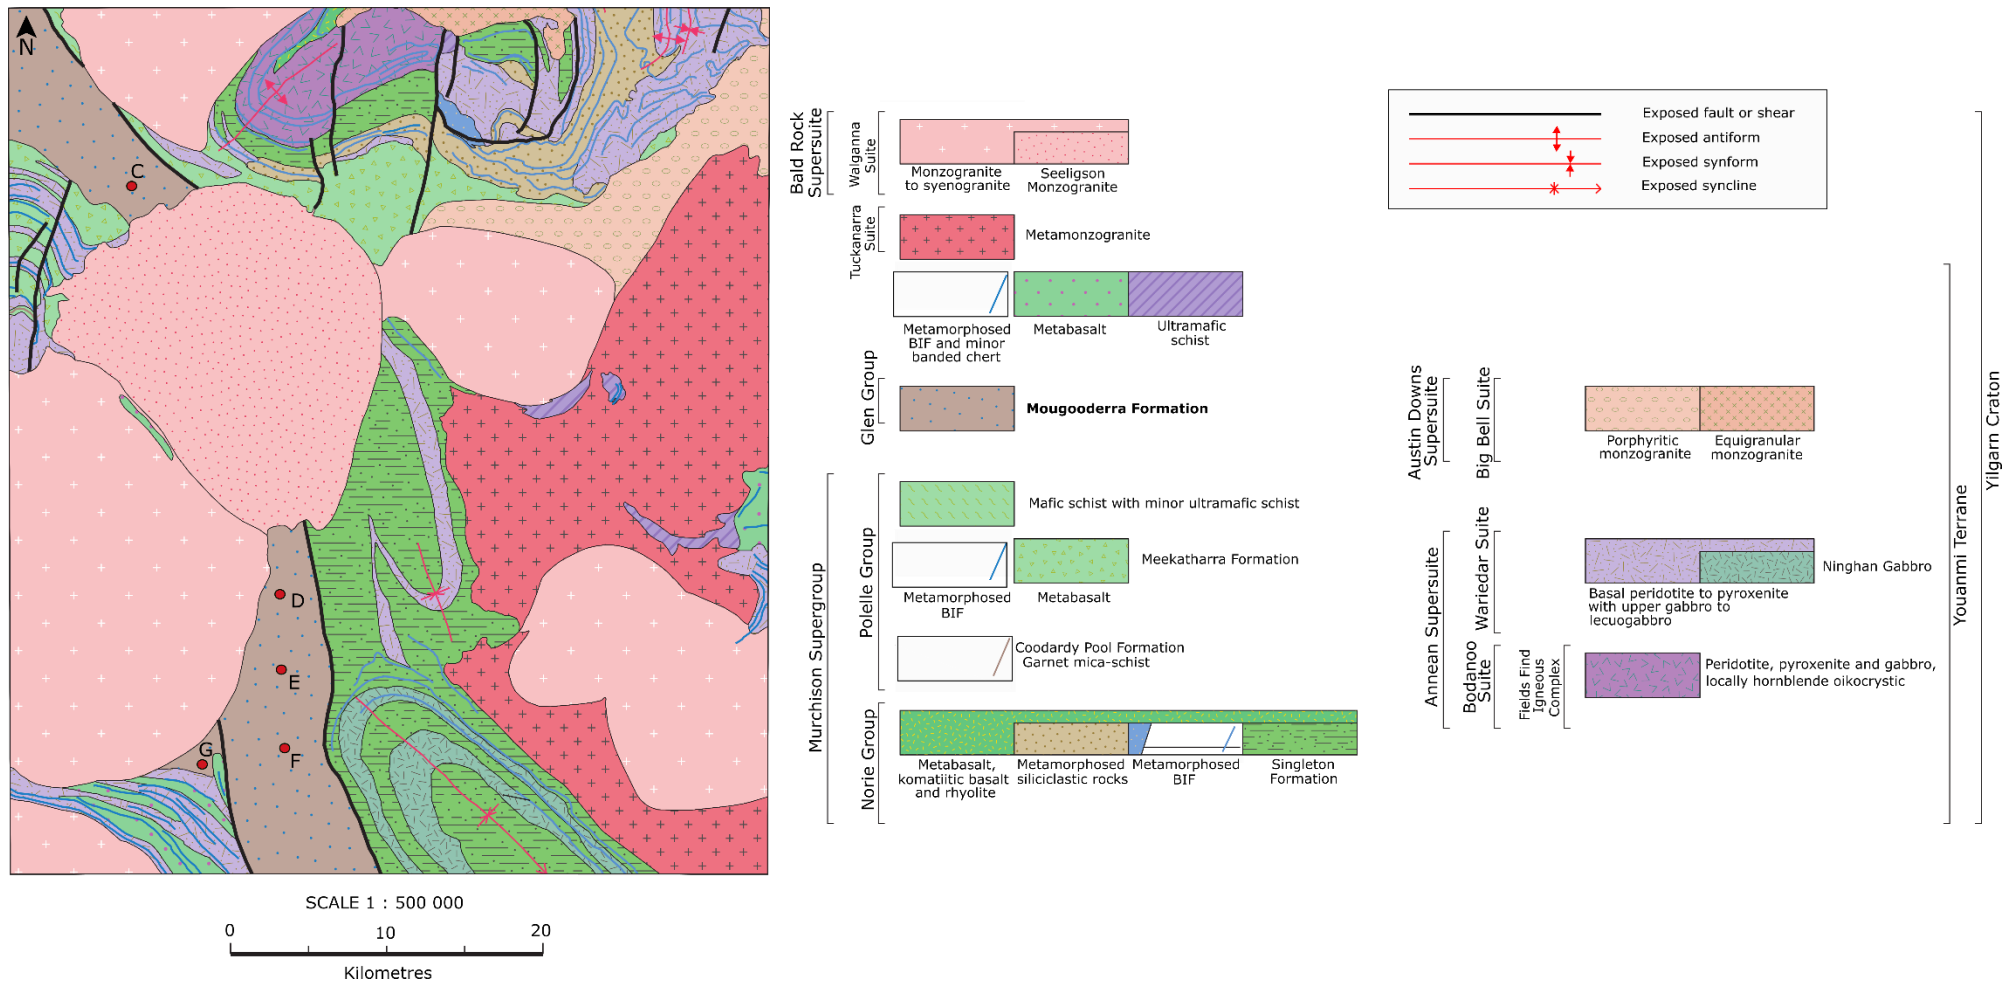 N
C
D
E
F
G
SCALE 1 : 500 000
0
10
20
Kilometres
Bald Rock
Supersuite
Walganna
Suite
Monzogranite
to syenogranite
Seeligson
Monzogranite
Tuckanarra
Suite
Metamonzogranite
Metamorphosed
BIF and minor
banded chert
Metabasalt
Ultramafic
schist
Glen Group
Mougooderra Formation
Murchison Supergroup
Polelle Group
Mafic schist with minor ultramafic schist
Metamorphosed
BIF
Metabasalt
Meekatharra Formation
Coodardy Pool Formation
Garnet mica-schist
Norie Group
Metabasalt,
komatiitic basalt
and rhyolite
Metamorphosed
siliciclastic rocks
Metamorphosed
BIF
Singleton
Formation
Exposed fault or shear
Exposed antiform
Exposed synform
Exposed syncline
Austin Downs
Supersuite
Big Bell Suite
Porphyritic
monzogranite
Equigranular
monzogranite
Annean Supersuite
Wariedar Suite
Ninghan Gabbro
Basal peridotite to pyroxenite
with upper gabbro to
lecuogabbro
Bodanoo
Suite
Fields Find
Igneous
Complex
Peridotite, pyroxenite and gabbro,
locally hornblende oikocrystic
Youanmi Terrane
Yilgarn Craton